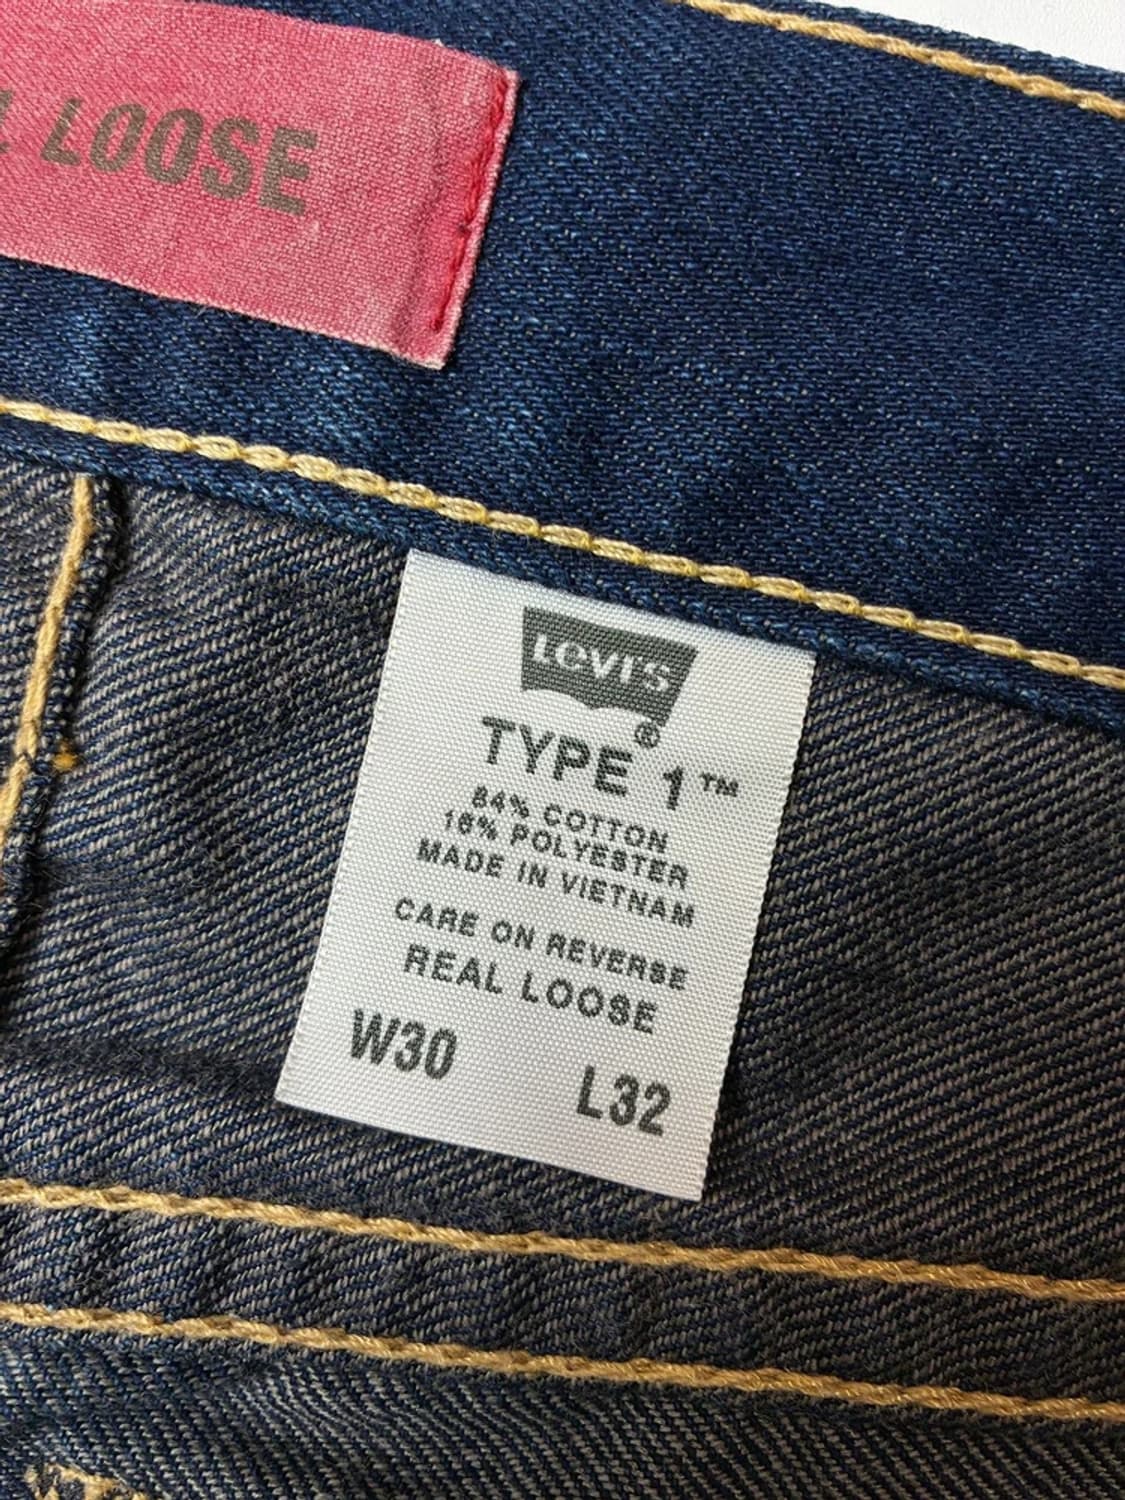 LOOSE
LEVI'S
®
TYPE 1™
84% COTTON
16% POLYESTER
MADE IN VIETNAM
CARE ON REVERSE
REAL LOOSE
W30
L32